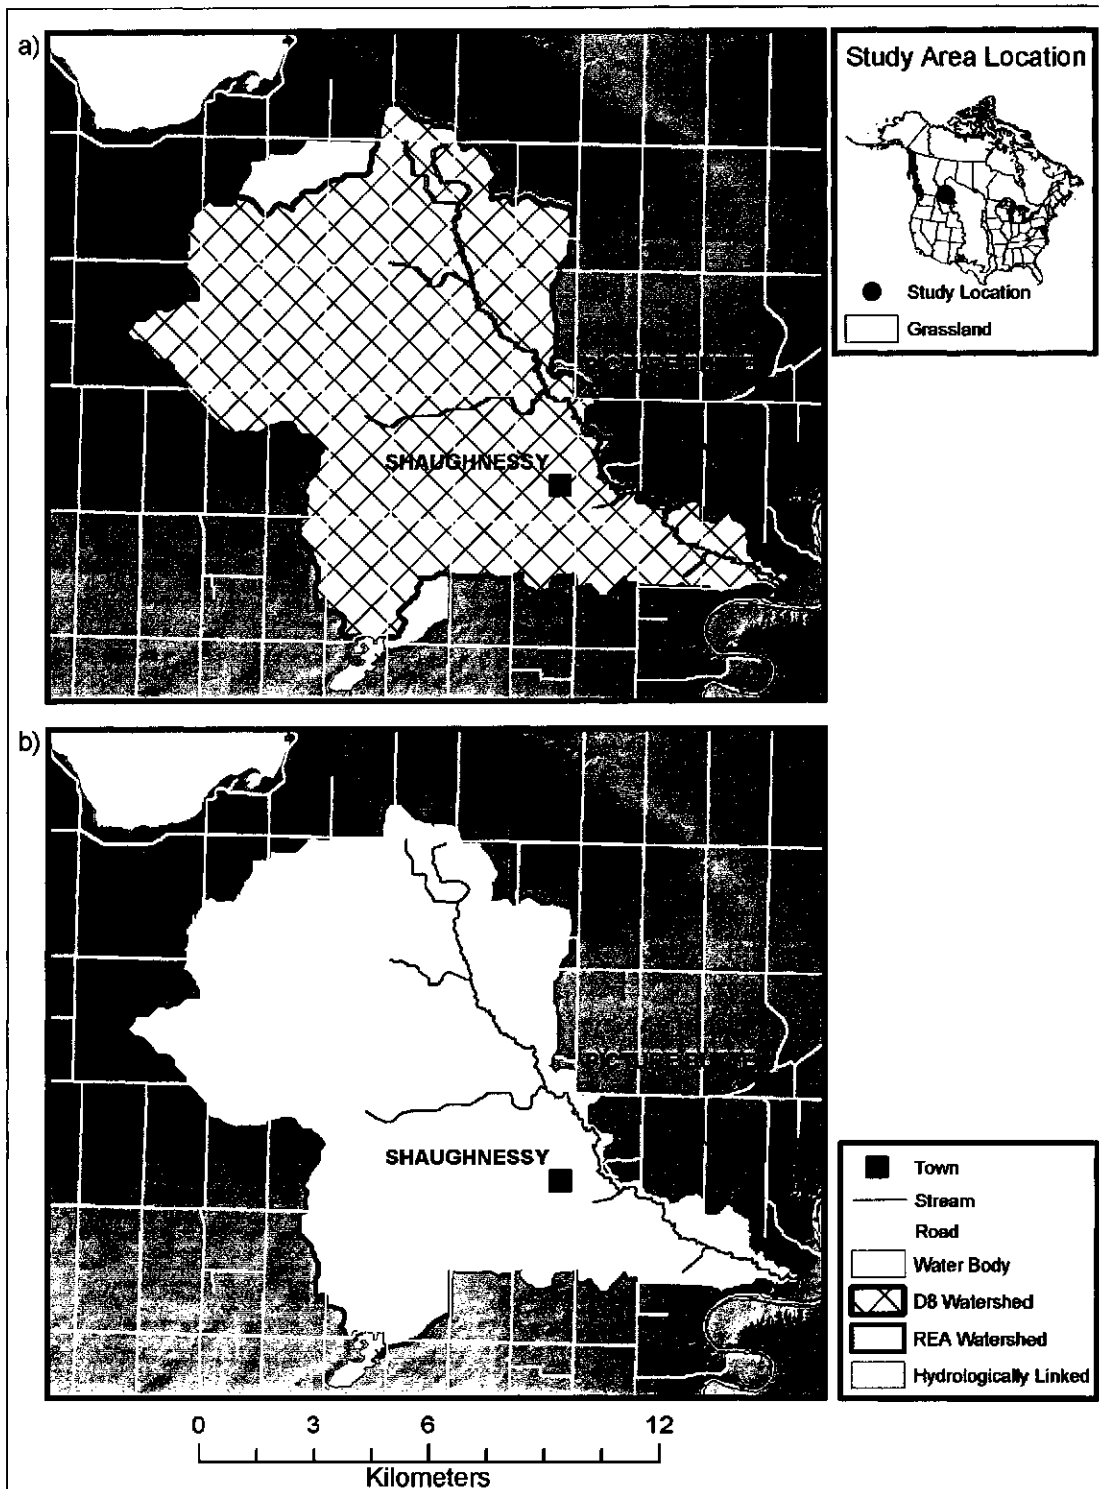 a)
Study Area Location
Study Location
Grassland
SHAUGHNESSY
b)
SHAUGHNESSY
Town
Stream
Road
Water Body
D8 Watershed
REA Watershed
Hydrologically Linked
0 3 6 12
Kilometers